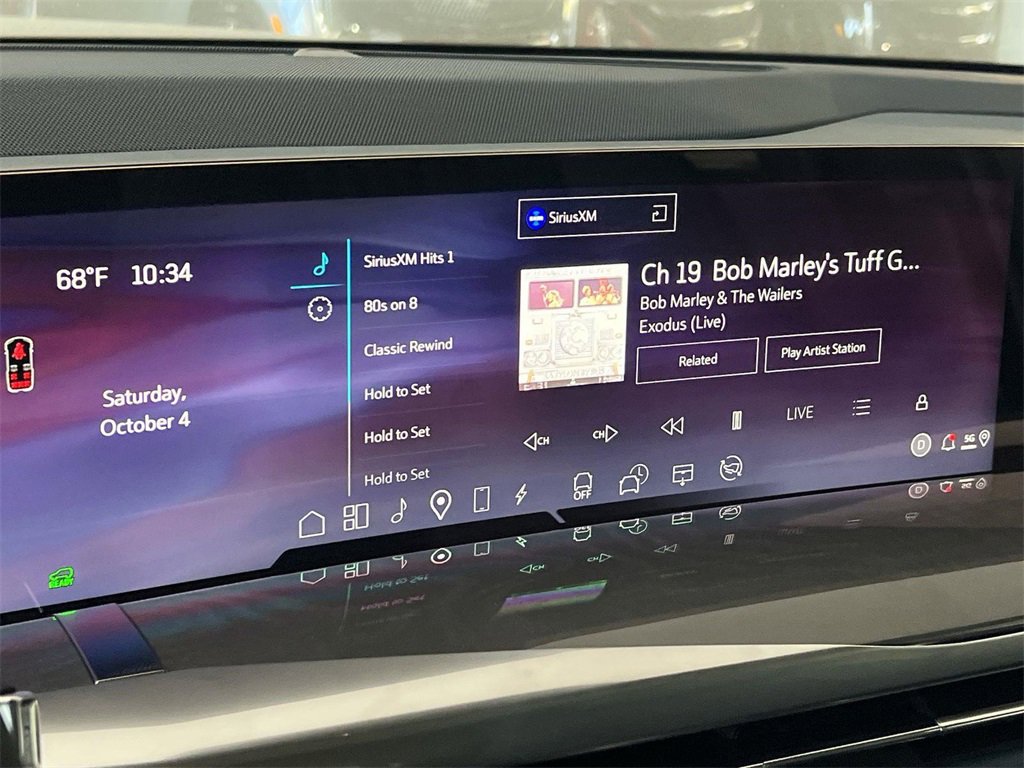 SiriusXM
68°F 10:34
Saturday,
October 4
READY
SiriusXM Hits 1
80s on 8
Classic Rewind
Hold to Set
Hold to Set
Hold to Set
Ch 19 Bob Marley's Tuff G...
Bob Marley & The Wailers
Exodus (Live)
Related
Play Artist Station
CH
CH
LIVE
OFF
D
5G